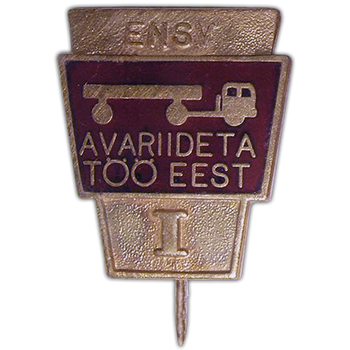 ENSV
AVARIIDETA
TÖÖ EEST
I